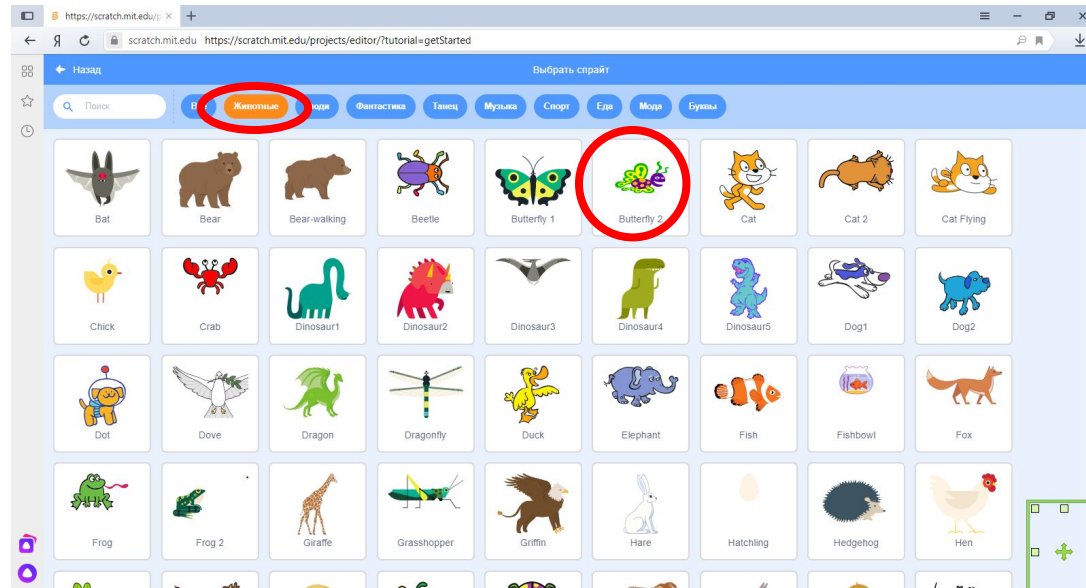 https://scratch.mit.edu/p
scratch.mit.edu https://scratch.mit.edu/projects/editor/?tutorial=getStarted
Назад
Выбрать спрайт
Поиск
Животные
Фантастика
Танец
Музыка
Спорт
Еда
Мода
Буквы
Bat
Bear
Bear-walking
Beetle
Butterfly 1
Butterfly 2
Cat
Cat 2
Cat Flying
Chick
Crab
Dinosaur1
Dinosaur2
Dinosaur3
Dinosaur4
Dinosaur5
Dog1
Dog2
Dot
Dove
Dragon
Dragonfly
Duck
Elephant
Fish
Fishbowl
Fox
Frog
Frog 2
Giraffe
Grasshopper
Griffin
Hare
Hatchling
Hedgehog
Hen